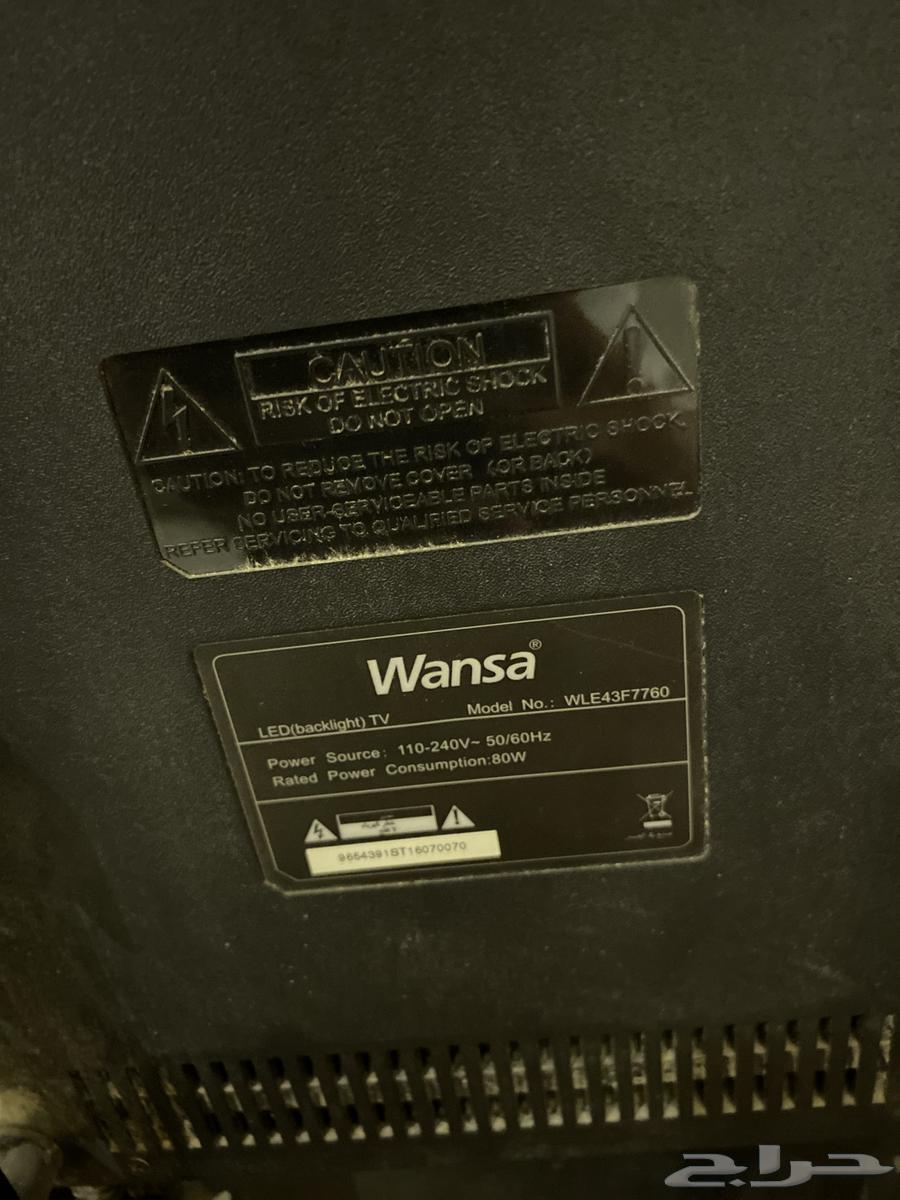 CAUTION
RISK OF ELECTRIC SHOCK
DO NOT OPEN
CAUTION: TO REDUCE THE RISK OF ELECTRIC SHOCK
DO NOT REMOVE COVER (OR BACK)
NO USER-SERVICEABLE PARTS INSIDE
REFER SERVICING TO QUALIFIED SERVICE PERSONNEL
Wansa®
LED(backlight) TV Model No.: WLE43F7760
Power Source: 110-240V~ 50/60Hz
Rated Power Consumption:80W
9654391ST16070070
حراج